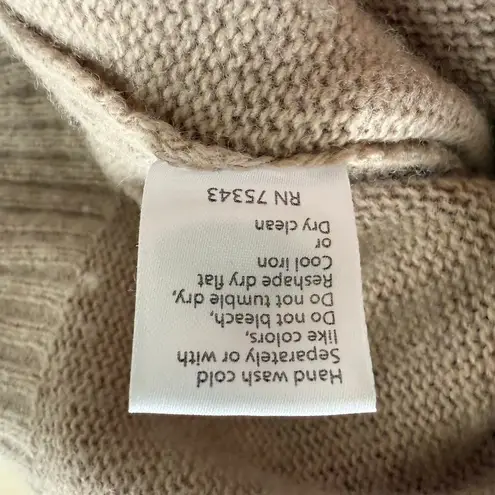 Hand wash cold
Separately or with
like colors,
Do not bleach,
Do not tumble dry,
Reshape dry flat
Cool iron
or
Dry clean
RN 75343